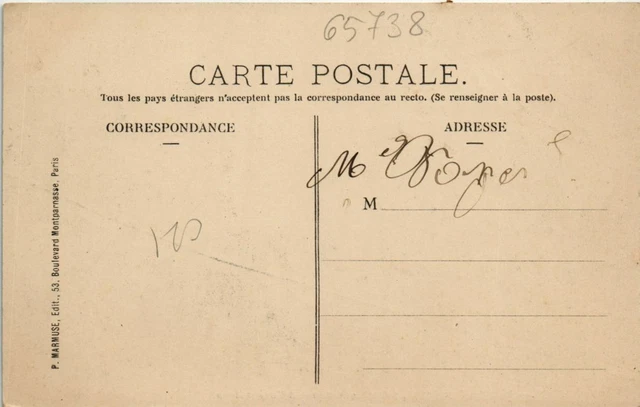 65738
CARTE POSTALE.
Tous les pays étrangers n'acceptent pas la correspondance au recto. (Se renseigner à la poste).
CORRESPONDANCE
ADRESSE
M
P. MARMUSE, Edit., 53, Boulevard Montparnasse, Paris